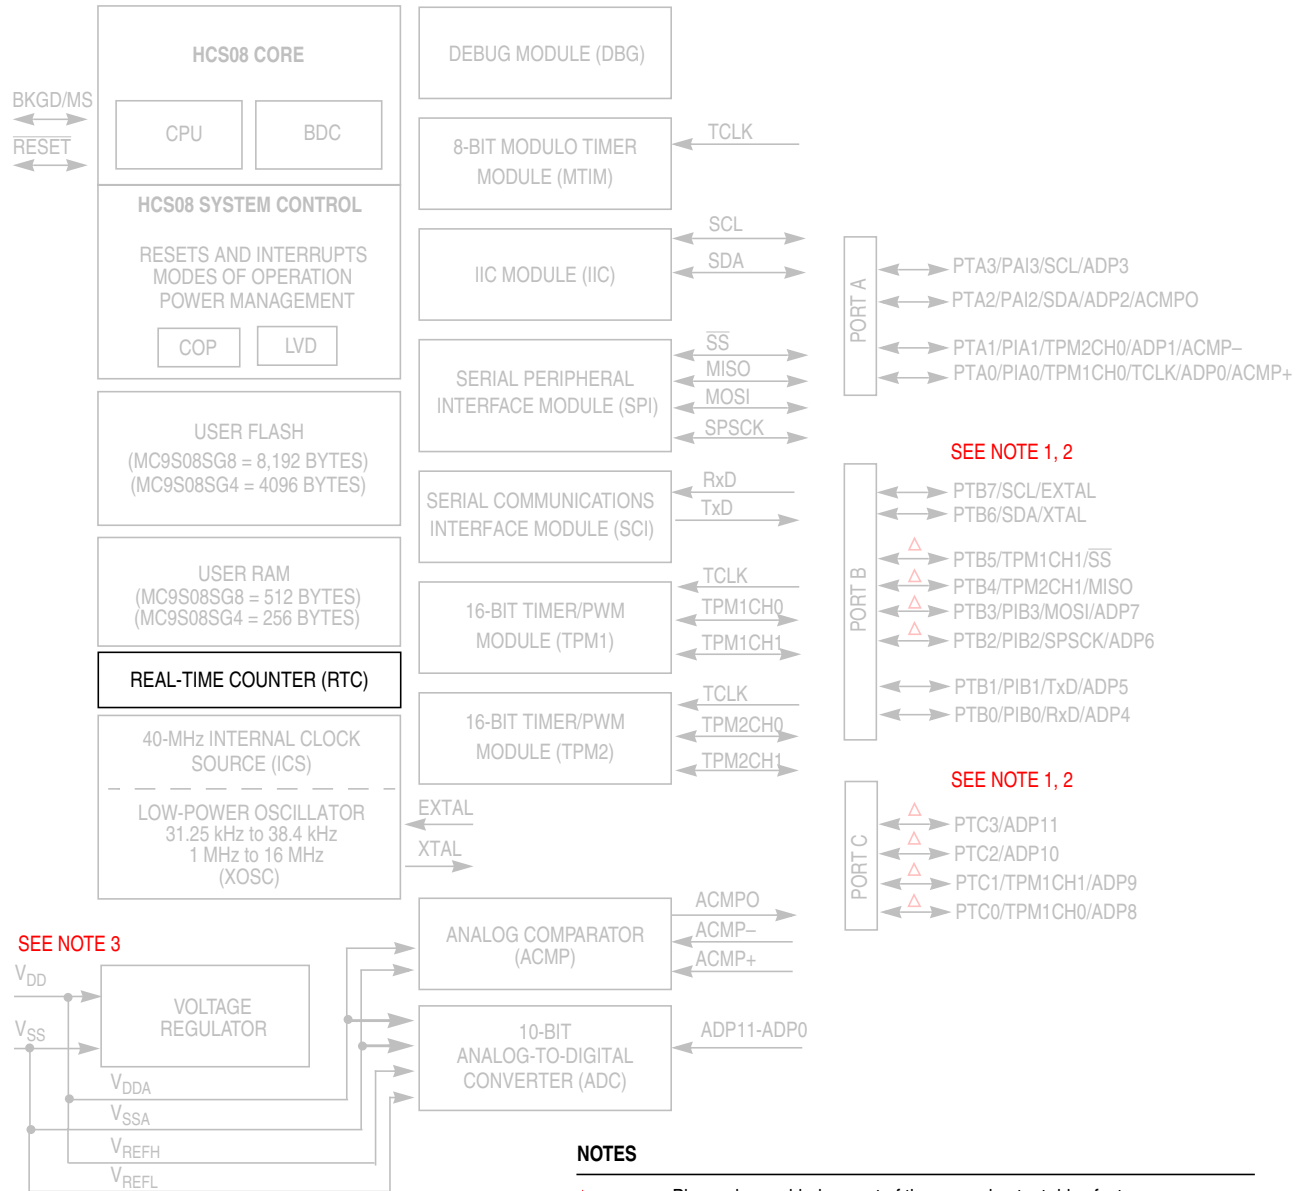 HCS08 CORE
CPU
BDC
BKGD/MS
RESET
HCS08 SYSTEM CONTROL
RESETS AND INTERRUPTS
MODES OF OPERATION
POWER MANAGEMENT
COP
LVD
USER FLASH
(MC9S08SG8 = 8,192 BYTES)
(MC9S08SG4 = 4096 BYTES)
USER RAM
(MC9S08SG8 = 512 BYTES)
(MC9S08SG4 = 256 BYTES)
REAL-TIME COUNTER (RTC)
40-MHz INTERNAL CLOCK
SOURCE (ICS)
LOW-POWER OSCILLATOR
31.25 kHz to 38.4 kHz
1 MHz to 16 MHz
(XOSC)
EXTAL
XTAL
SEE NOTE 3
VDD
VSS
VOLTAGE
REGULATOR
VDDA
VSSA
VREFH
VREFL
DEBUG MODULE (DBG)
8-BIT MODULO TIMER
MODULE (MTIM)
TCLK
IIC MODULE (IIC)
SCL
SDA
SERIAL PERIPHERAL
INTERFACE MODULE (SPI)
SS
MISO
MOSI
SPSCK
SERIAL COMMUNICATIONS
INTERFACE MODULE (SCI)
RxD
TxD
16-BIT TIMER/PWM
MODULE (TPM1)
TCLK
TPM1CH0
TPM1CH1
16-BIT TIMER/PWM
MODULE (TPM2)
TCLK
TPM2CH0
TPM2CH1
ANALOG COMPARATOR
(ACMP)
ACMPO
ACMP–
ACMP+
10-BIT
ANALOG-TO-DIGITAL
CONVERTER (ADC)
ADP11-ADP0
PORT A
PTA3/PAI3/SCL/ADP3
PTA2/PAI2/SDA/ADP2/ACMPO
PTA1/PIA1/TPM2CH0/ADP1/ACMP–
PTA0/PIA0/TPM1CH0/TCLK/ADP0/ACMP+
SEE NOTE 1, 2
PORT B
PTB7/SCL/EXTAL
PTB6/SDA/XTAL
PTB5/TPM1CH1/SS
PTB4/TPM2CH1/MISO
PTB3/PIB3/MOSI/ADP7
PTB2/PIB2/SPSCK/ADP6
PTB1/PIB1/TxD/ADP5
PTB0/PIB0/RxD/ADP4
SEE NOTE 1, 2
PORT C
PTC3/ADP11
PTC2/ADP10
PTC1/TPM1CH1/ADP9
PTC0/TPM1CH0/ADP8
NOTES